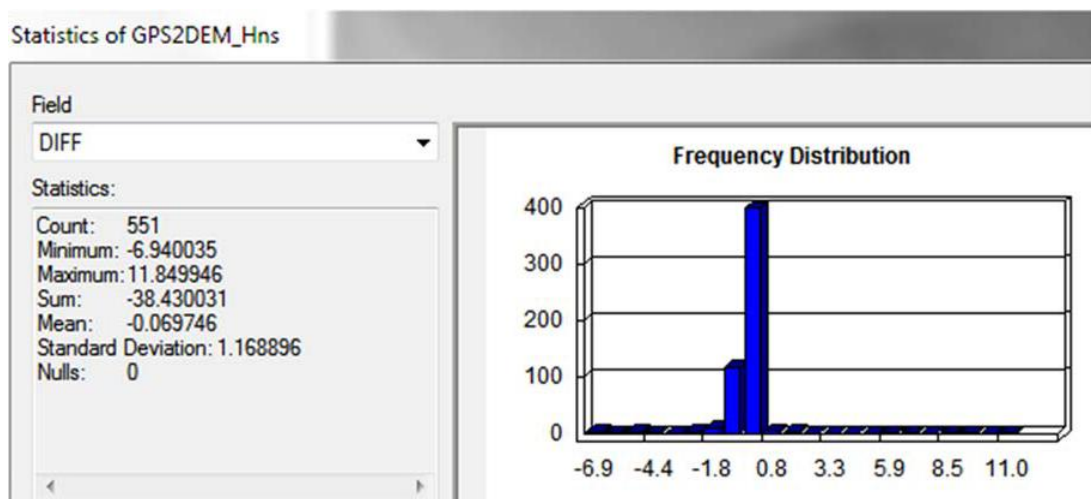 Statistics of GPS2DEM_Hns
Field
DIFF
Statistics:
Count: 551
Minimum: -6.940035
Maximum: 11.849946
Sum: -38.430031
Mean: -0.069746
Standard Deviation: 1.168896
Nulls: 0
Frequency Distribution
400
300
200
100
0
-6.9 -4.4 -1.8 0.8 3.3 5.9 8.5 11.0